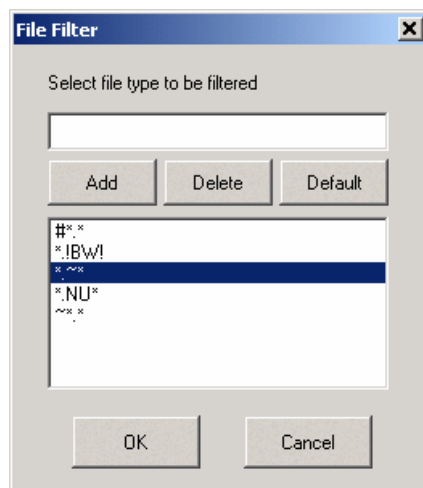 File Filter
Select file type to be filtered
Add Delete Default
#*.*
*.!BW!
*.~*
*.NU*
~*.*
OK Cancel